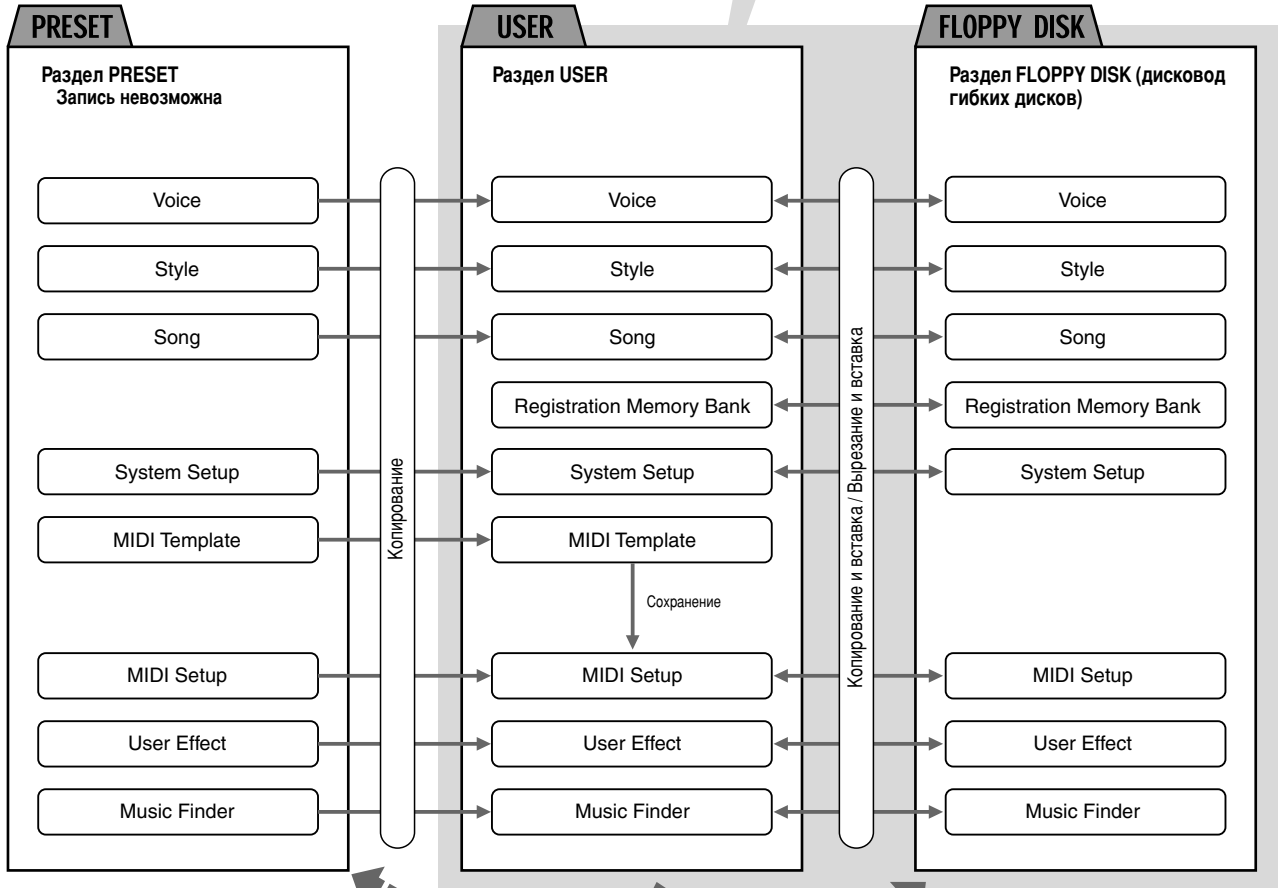 PRESET
Раздел PRESET
Запись невозможна
Voice
Style
Song
System Setup
MIDI Template
MIDI Setup
User Effect
Music Finder
Копирование
USER
Раздел USER
Voice
Style
Song
Registration Memory Bank
System Setup
MIDI Template
Сохранение
MIDI Setup
User Effect
Music Finder
Копирование и вставка / Вырезание и вставка
FLOPPY DISK
Раздел FLOPPY DISK (дисковод
гибких дисков)
Voice
Style
Song
Registration Memory Bank
System Setup
MIDI Setup
User Effect
Music Finder